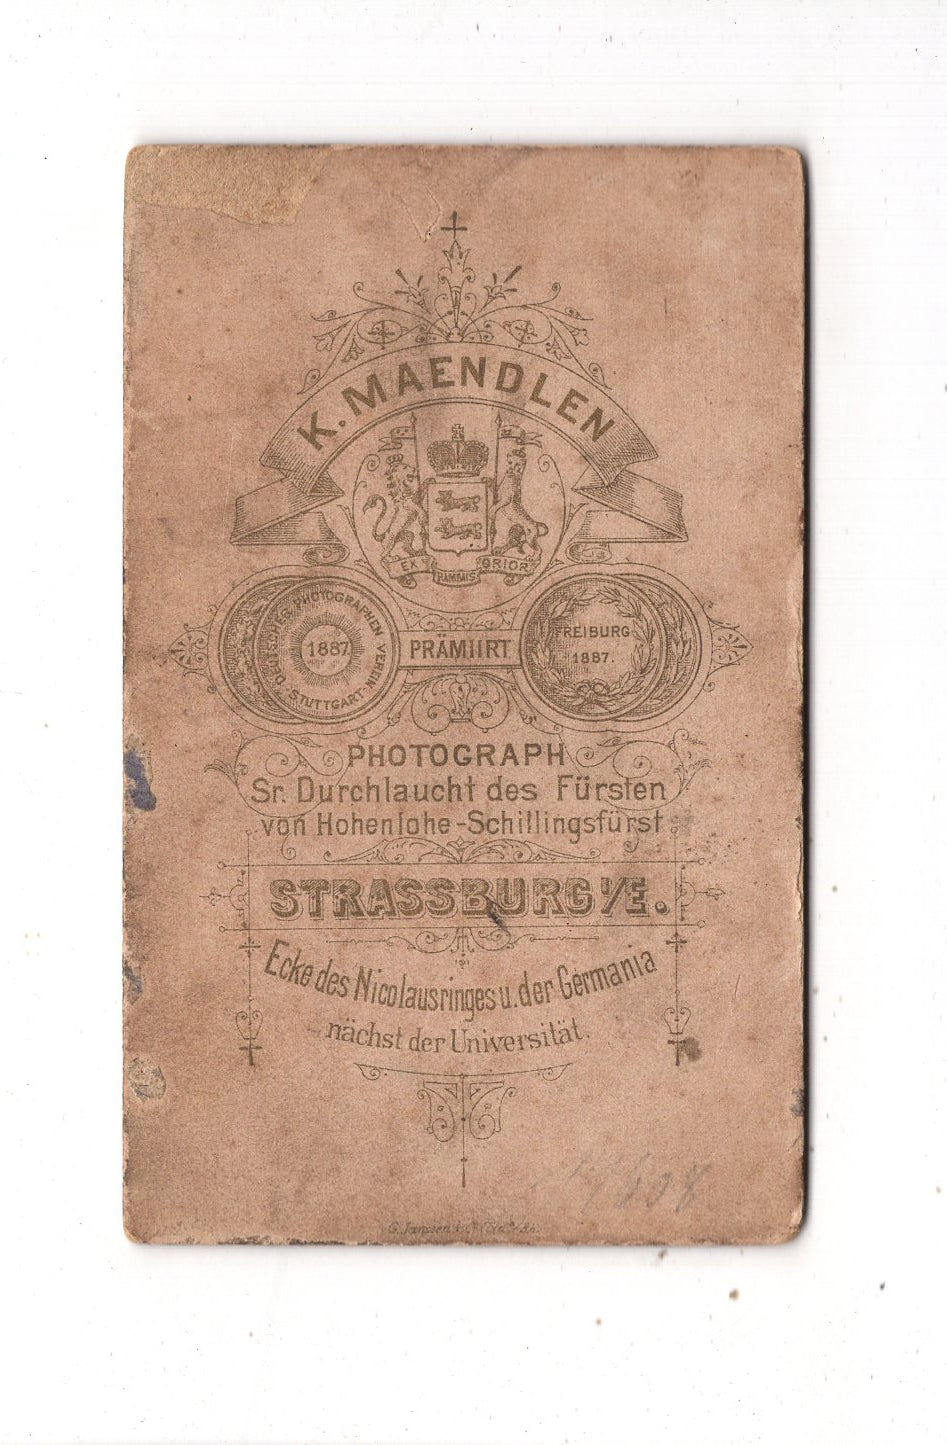 K. MAENDLEN
EX FLAMMIS ORIOR
DEUTSCHER PHOTOGRAPHEN VEREIN
1887
STUTTGART
PRÄMIIRT
FREIBURG
1887.
PHOTOGRAPH
Sr. Durchlaucht des Fürsten
von Hohenlohe-Schillingsfürst
STRASSBURG I/E.
Ecke des Nicolausringes u. der Germania
nächst der Universität.
G. Janssen